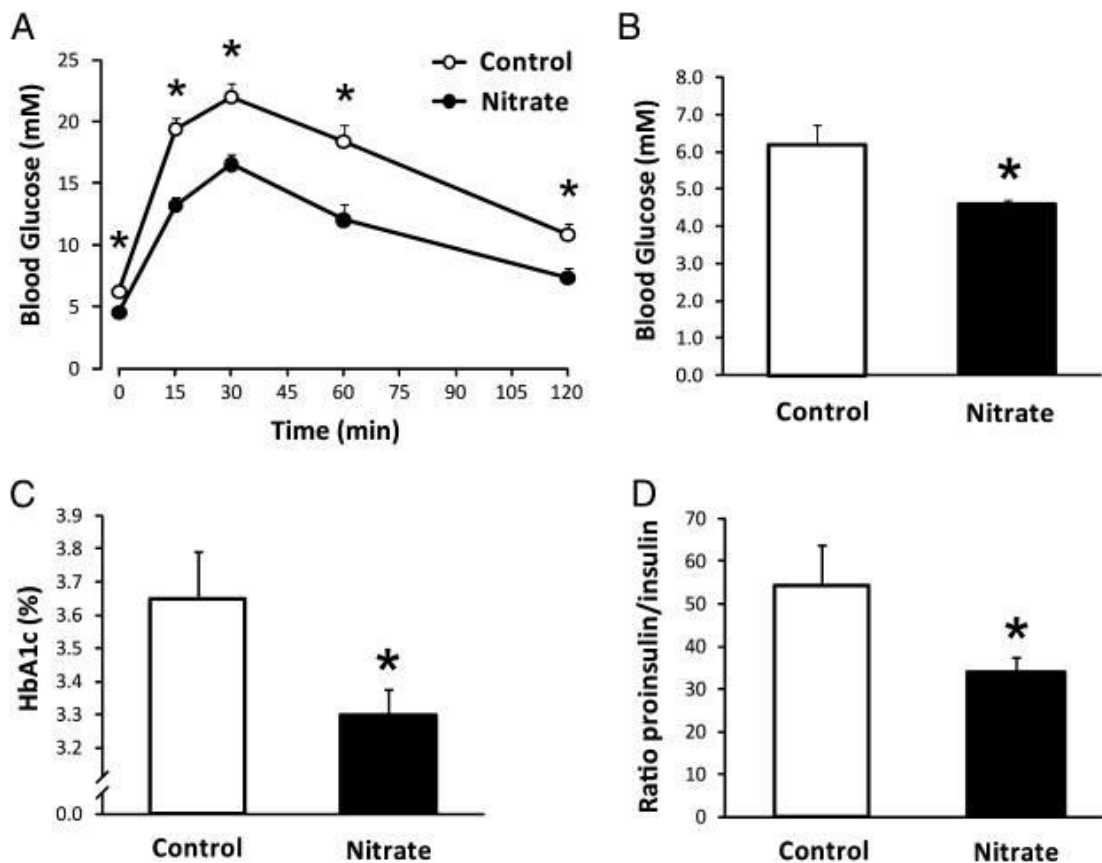 A
Blood Glucose (mM)
25
20
15
10
5
0
* * * * *
Control
Nitrate
0 15 30 45 60 75 90 105 120
Time (min)
B
Blood Glucose (mM)
8.0
7.0
6.0
5.0
4.0
3.0
2.0
1.0
0.0
*
Control Nitrate
C
HbA1c (%)
3.9
3.8
3.7
3.6
3.5
3.4
3.3
3.2
0.0
*
Control Nitrate
D
Ratio proinsulin/insulin
70
60
50
40
30
20
10
0
*
Control Nitrate